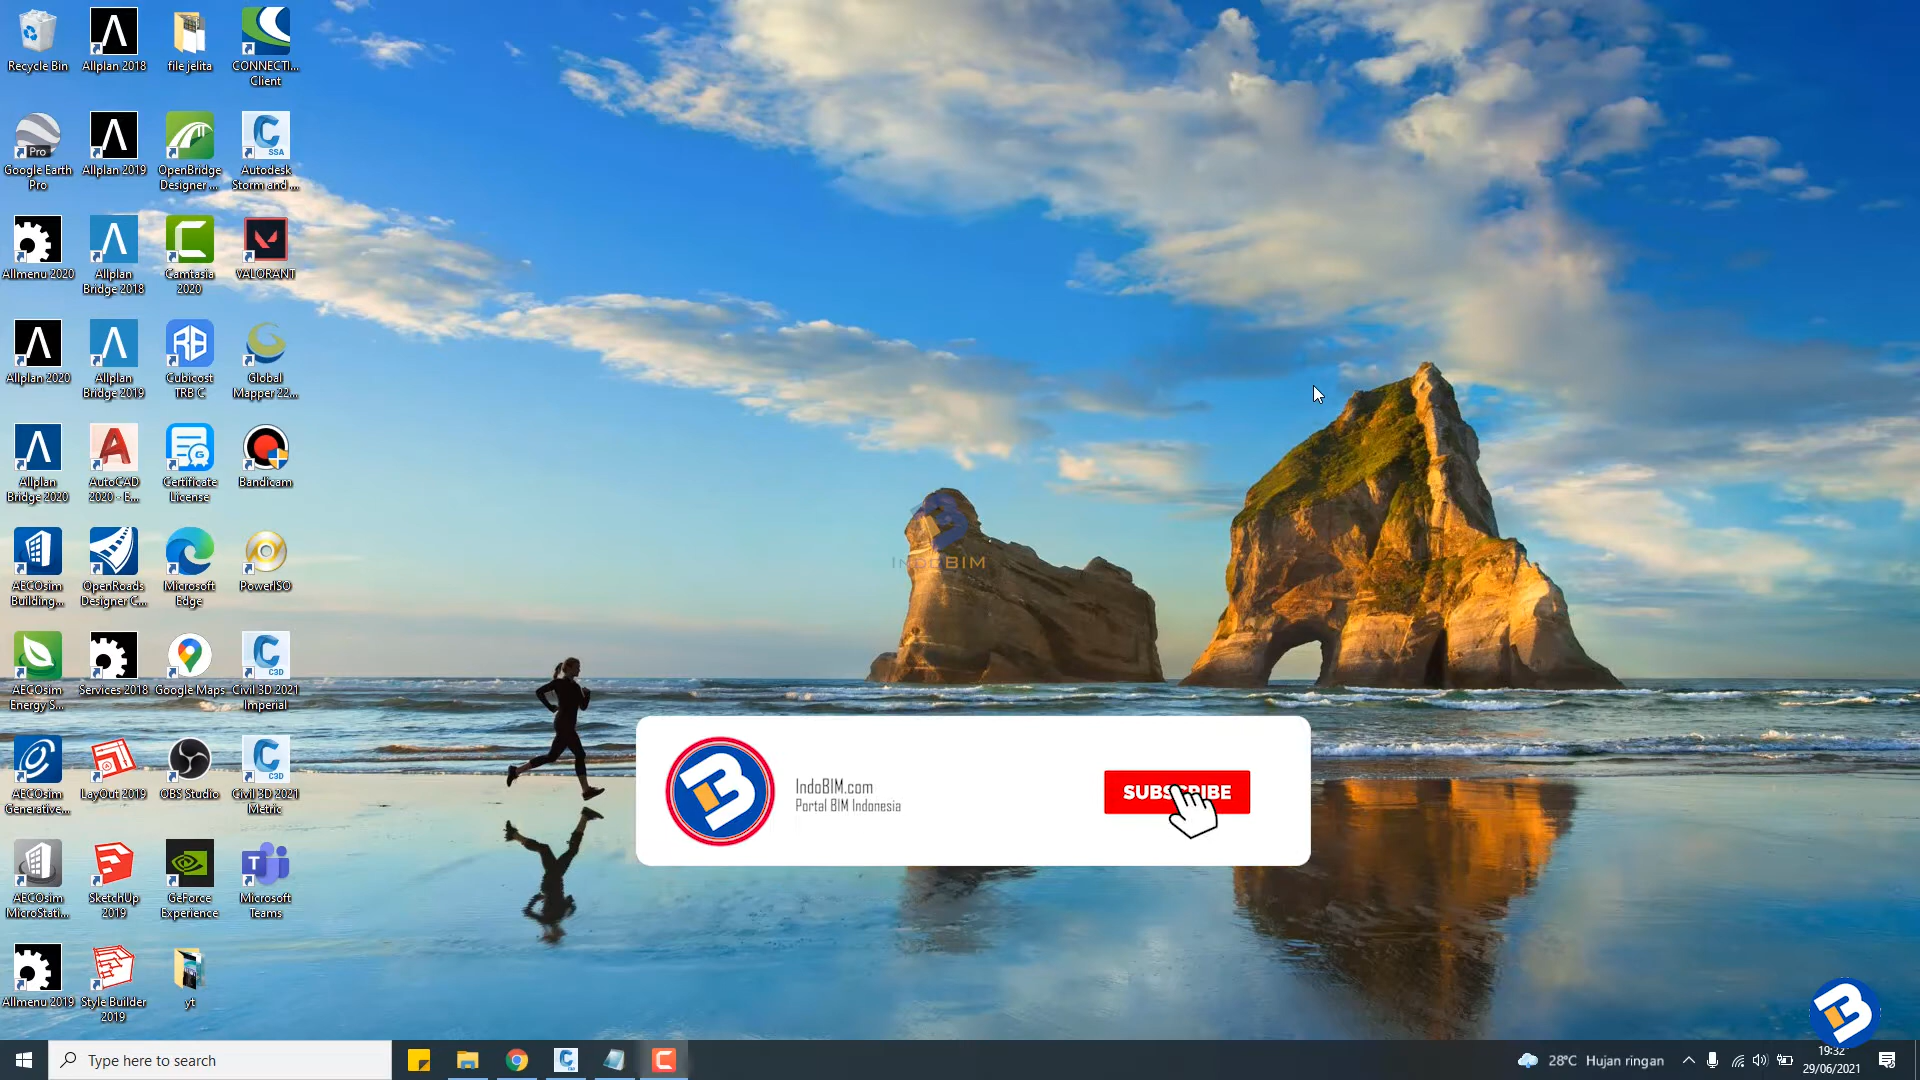 Recycle Bin
Allplan 2018
file jelita
CONNECTI...
Client
Pro
Google Earth
Pro
Allplan 2019
OpenBridge
Designer ...
SSA
Autodesk
Storm and ...
Allmenu 2020
Allplan
Bridge 2018
Camtasia
2020
VALORANT
Allplan 2020
Allplan
Bridge 2019
RB
Cubicost
TRB C
Global
Mapper 22...
Allplan
Bridge 2020
AutoCAD
2020 - E...
Certificate
License
Bandicam
AECOsim
Building...
OpenRoads
Designer C...
Microsoft
Edge
PowerISO
INDOBIM
AECOsim
Energy S...
Services 2018
Google Maps
C3D
Civil 3D 2021
Imperial
AECOsim
Generative...
LayOut 2019
OBS Studio
C3D
Civil 3D 2021
Metric
IndoBIM.com
Portal BIM Indonesia
SUBSCRIBE
AECOsim
MicroStati...
SketchUp
2019
GeForce
Experience
Microsoft
Teams
Allmenu 2019
Style Builder
2019
yt
Type here to search
28°C Hujan ringan
19:32
29/06/2021